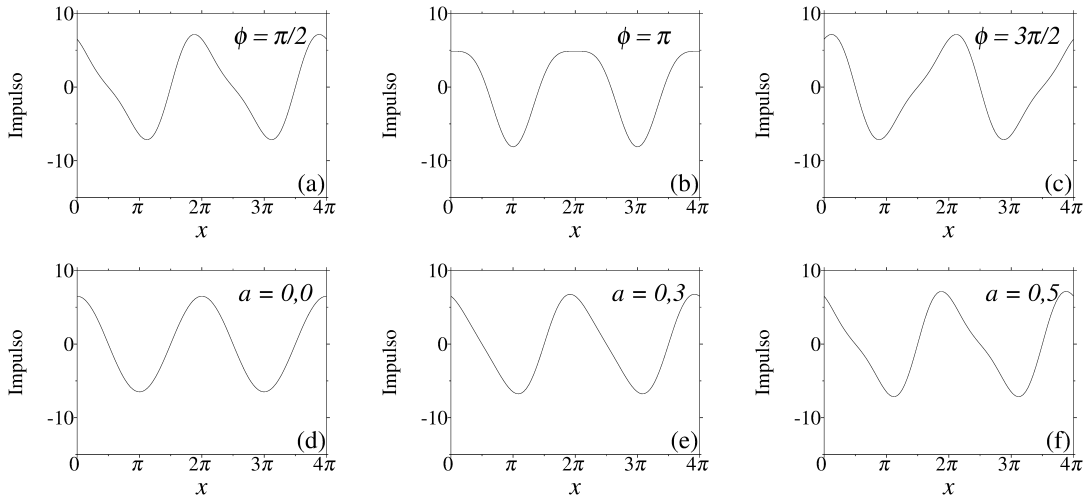 10
0
-10
Impulso
ϕ = π/2
(a)
0 π 2π 3π 4π
x
10
0
-10
Impulso
ϕ = π
(b)
0 π 2π 3π 4π
x
10
0
-10
Impulso
ϕ = 3π/2
(c)
0 π 2π 3π 4π
x
10
0
-10
Impulso
a = 0,0
(d)
0 π 2π 3π 4π
x
10
0
-10
Impulso
a = 0,3
(e)
0 π 2π 3π 4π
x
10
0
-10
Impulso
a = 0,5
(f)
0 π 2π 3π 4π
x